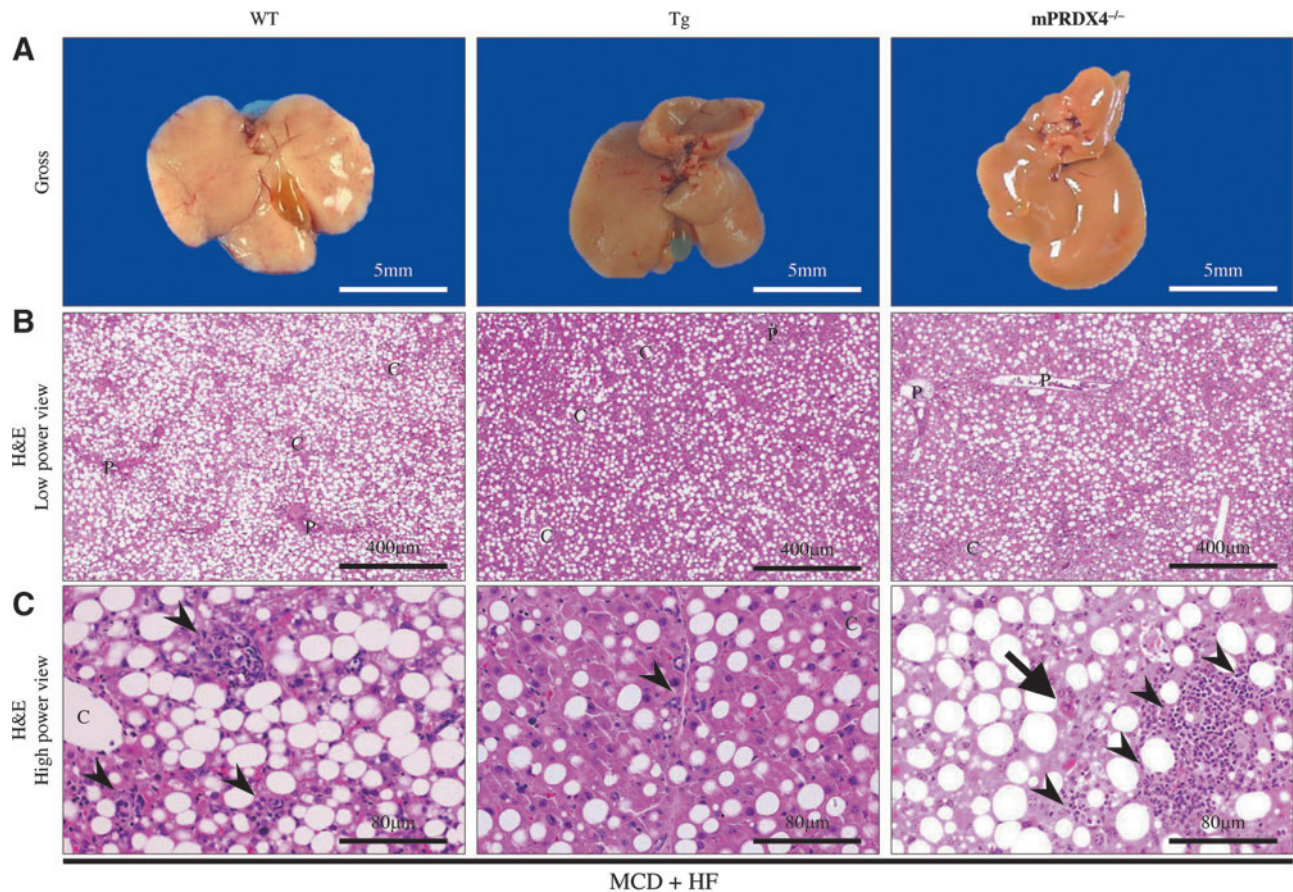 WT Tg mPRDX4−/−
A
Gross
5mm 5mm 5mm
B
H&E
Low power view
C P C P
400μm
C P C C
400μm
P P C
400μm
C
H&E
High power view
C
80μm
C
80μm
80μm
MCD + HF